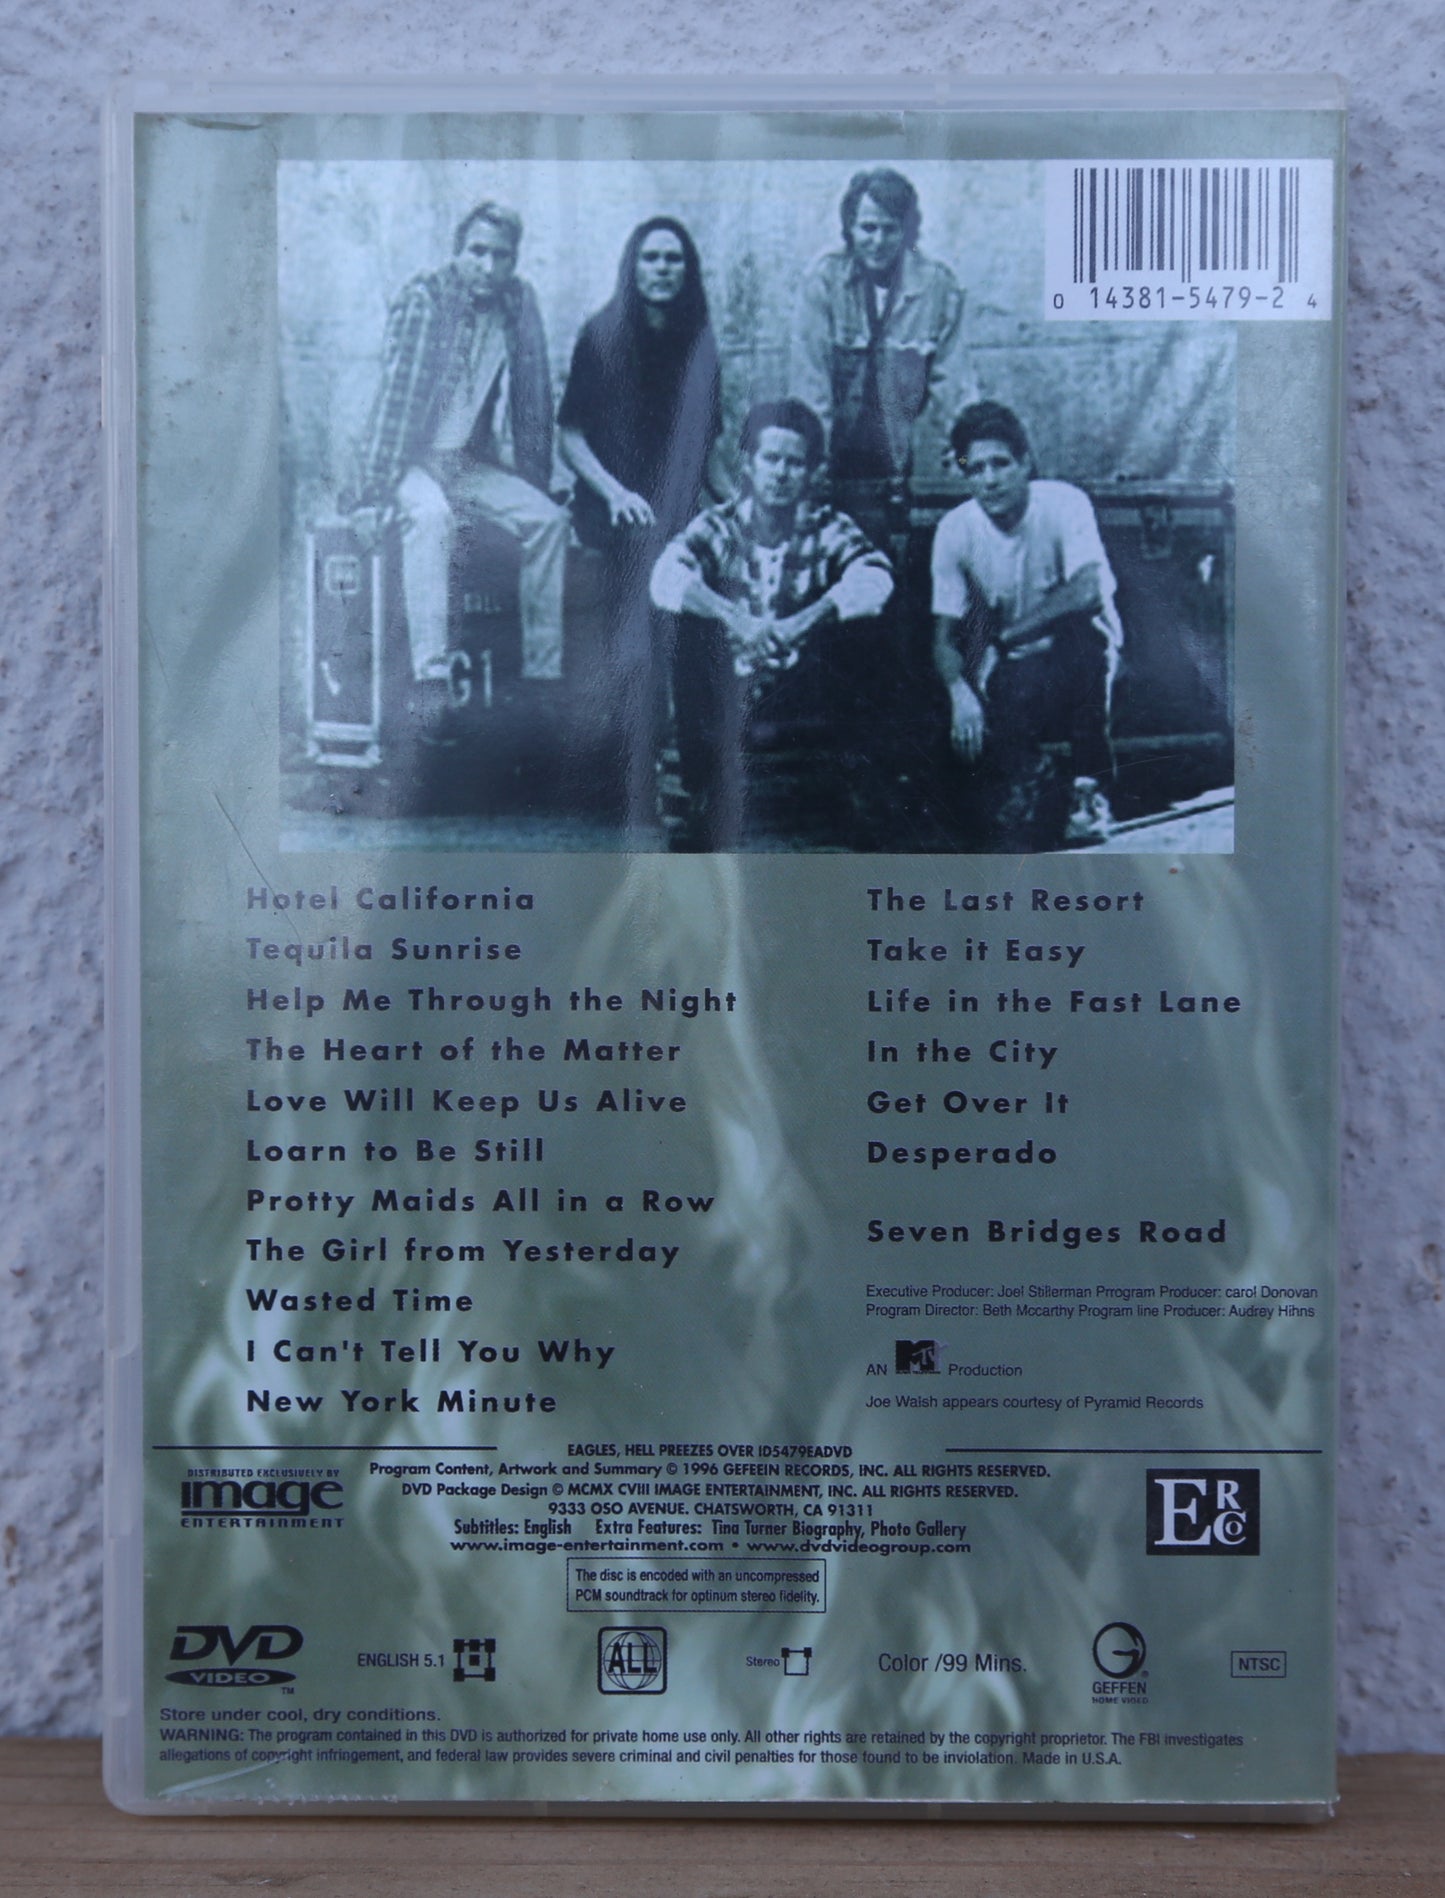 0 14381-5479-2 4
G1
Hotel California
Tequila Sunrise
Help Me Through the Night
The Heart of the Matter
Love Will Keep Us Alive
Loarn to Be Still
Protty Maids All in a Row
The Girl from Yesterday
Wasted Time
I Can't Tell You Why
New York Minute
The Last Resort
Take it Easy
Life in the Fast Lane
In the City
Get Over It
Desperado
Seven Bridges Road
Executive Producer: Joel Stillerman Prrogram Producer: carol Donovan
Program Director: Beth Mccarthy Program line Producer: Audrey Hihns
AN MTV Production
Joe Walsh appears courtesy of Pyramid Records
EAGLES, HELL PREEZES OVER ID5479EADVD
Program Content, Artwork and Summary © 1996 GEFEEIN RECORDS, INC. ALL RIGHTS RESERVED.
DVD Package Design © MCMX CVIII IMAGE ENTERTAINMENT, INC. ALL RIGHTS RESERVED.
9333 OSO AVENUE. CHATSWORTH, CA 91311
Subtitles: English Extra Features: Tina Turner Biography, Photo Gallery
www.image-entertainment.com • www.dvdvideogroup.com
The disc is encoded with an uncompressed
PCM soundtrack for optinum stereo fidelity.
DISTRIBUTED EXCLUSIVELY BY
image
ENTERTAINMENT
ERCO
DVD
VIDEO
TM
ENGLISH 5.1
ALL
Stereo
Color /99 Mins.
G®
GEFFEN
HOME VIDEO
NTSC
Store under cool, dry conditions.
WARNING: The program contained in this DVD is authorized for private home use only. All other rights are retained by the copyright proprietor. The FBI investigates
allegations of copyright infringement, and federal law provides severe criminal and civil penalties for those found to be inviolation. Made in U.S.A.